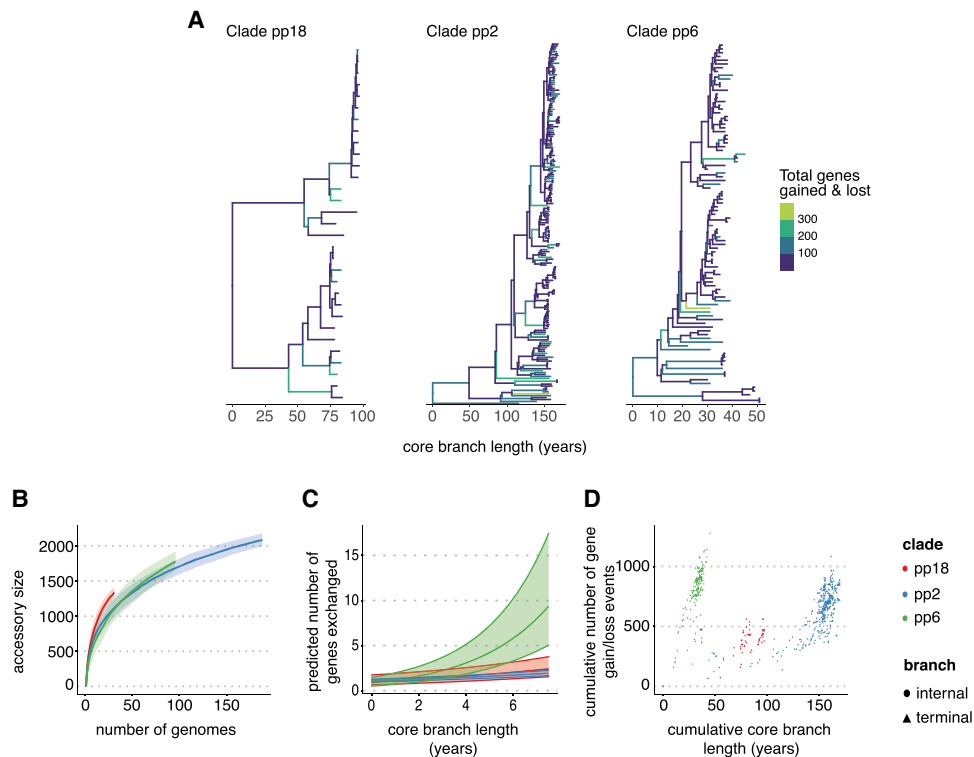 A
Clade pp18
Clade pp2
Clade pp6
Total genes
gained & lost
300
200
100
0 25 50 75 100
0 50 100 150
0 10 20 30 40 50
core branch length (years)
B
accessory size
2000
1500
1000
500
0
0 50 100 150
number of genomes
C
predicted number of
genes exchanged
15
10
5
0
0 2 4 6
core branch length
(years)
D
cumulative number of gene
gain/loss events
1000
500
0
0 50 100 150
cumulative core branch
length (years)
clade
pp18
pp2
pp6
branch
internal
terminal